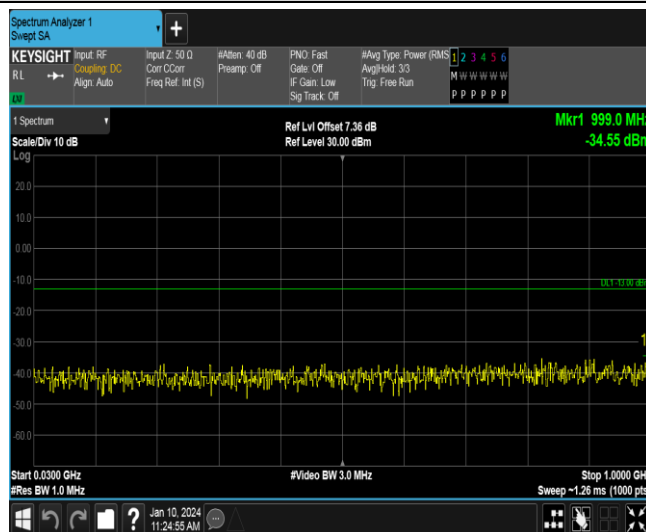 Spectrum Analyzer 1
Swept SA
+
KEYSIGHT Input: RF Input Z: 50 Ω #Atten: 40 dB PNO: Fast #Avg Type: Power (RMS 1 2 3 4 5 6
RL Coupling: DC Corr CCorr Preamp: Off Gate: Off Avg|Hold: 3/3 M W W W W W
Align: Auto Freq Ref: Int (S) IF Gain: Low Trig: Free Run
Sig Track: Off P P P P P P
LXI
1 Spectrum Ref Lvl Offset 7.36 dB Mkr1 999.0 MHz
Scale/Div 10 dB Ref Level 30.00 dBm -34.55 dBm
Log
20.0
10.0
0.00
-10.0
DL1 -13.00 dBm
-20.0
-30.0
1
-40.0
-50.0
-60.0
Start 0.0300 GHz #Video BW 3.0 MHz Stop 1.0000 GH
#Res BW 1.0 MHz Sweep ~1.26 ms (1000 pts
? Jan 10, 2024
11:24:55 AM